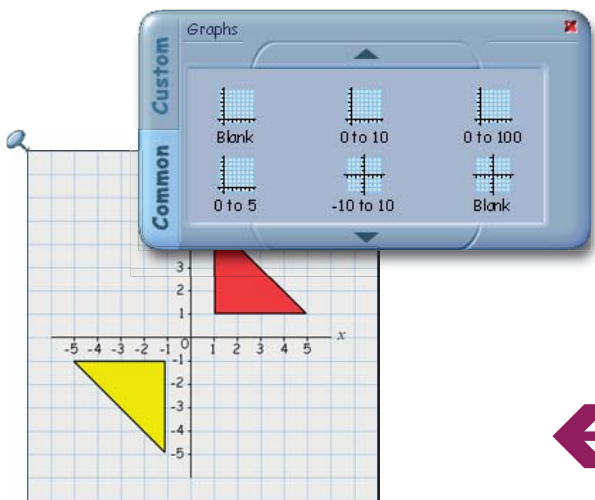 Graphs
Custom
Common
Blank
0 to 10
0 to 100
0 to 5
-10 to 10
Blank
3
2
1
-5 -4 -3 -2 -1 0 1 2 3 4 5 x
-1
-2
-3
-4
-5